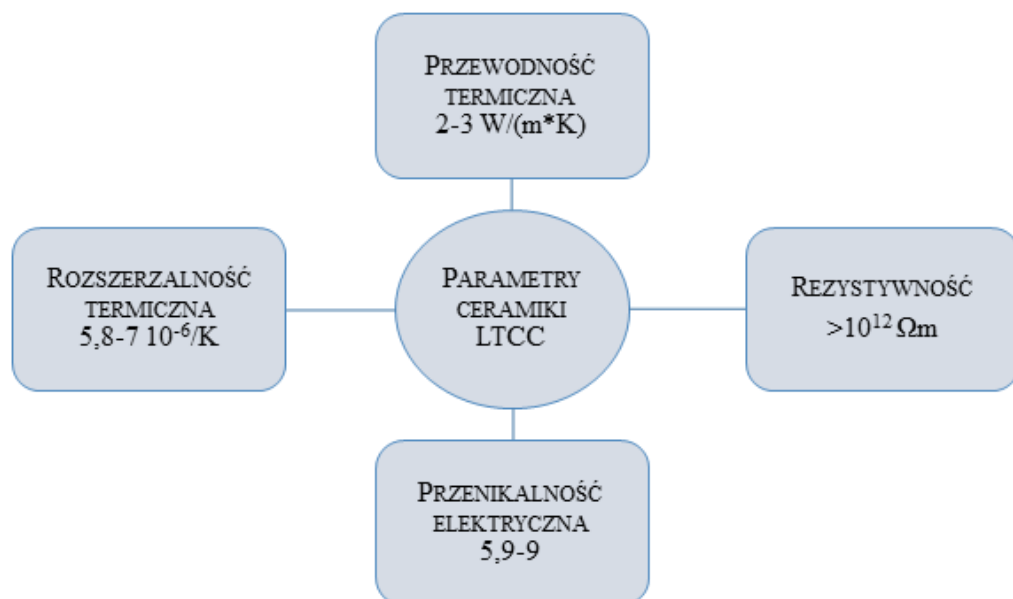 PRZEWODNOŚĆ
TERMICZNA
2-3 W/(m*K)
ROZSZERZALNOŚĆ
TERMICZNA
5,8-7 10⁻⁶/K
PARAMETRY
CERAMIKI
LTCC
REZYSTYWNOŚĆ
>10¹² Ωm
PRZENIKALNOŚĆ
ELEKTRYCZNA
5,9-9